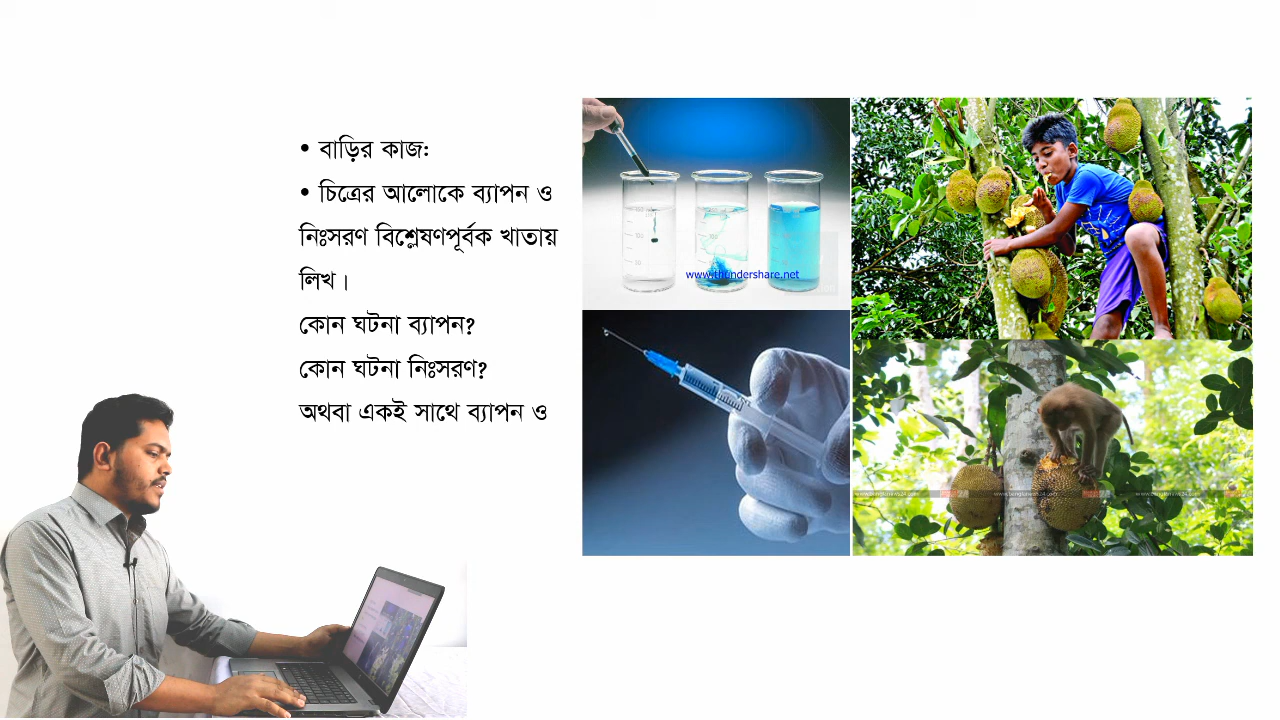 • বাড়ির কাজ:
• চিত্রের আলোকে ব্যাপন ও
নিঃসরণ বিশ্লেষণপূর্বক খাতায়
লিখ।
কোন ঘটনা ব্যাপন?
কোন ঘটনা নিঃসরণ?
অথবা একই সাথে ব্যাপন ও
www.thundershare.net